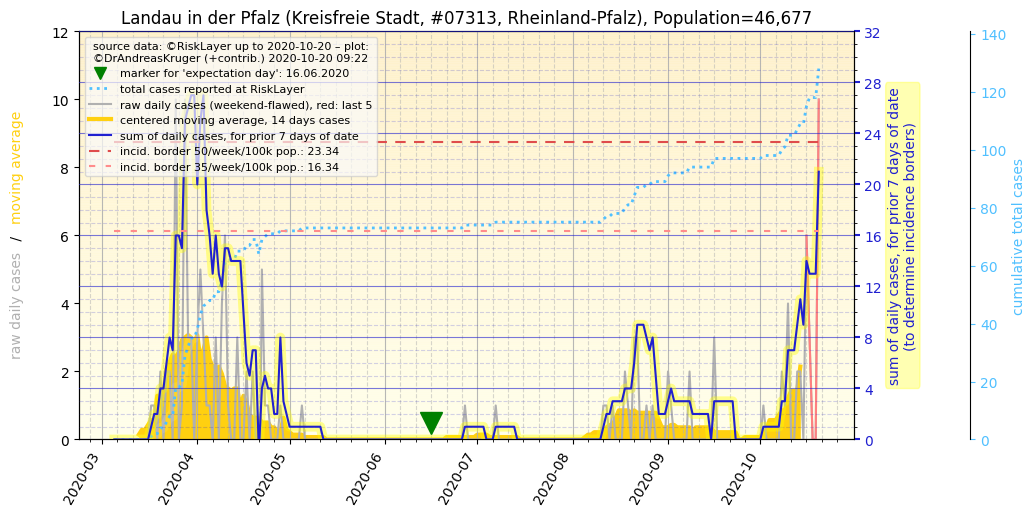 Landau in der Pfalz (Kreisfreie Stadt, #07313, Rheinland-Pfalz), Population=46,677
source data: ©RiskLayer up to 2020-10-20 – plot:
©DrAndreasKruger (+contrib.) 2020-10-20 09:22
marker for 'expectation day': 16.06.2020
total cases reported at RiskLayer
raw daily cases (weekend-flawed), red: last 5
centered moving average, 14 days cases
sum of daily cases, for prior 7 days of date
incid. border 50/week/100k pop.: 23.34
incid. border 35/week/100k pop.: 16.34
raw daily cases / moving average
12
10
8
6
4
2
0
32
28
24
20
16
12
8
4
0
sum of daily cases, for prior 7 days of date
(to determine incidence borders)
140
120
100
80
60
40
20
0
cumulative total cases
2020-03
2020-04
2020-05
2020-06
2020-07
2020-08
2020-09
2020-10